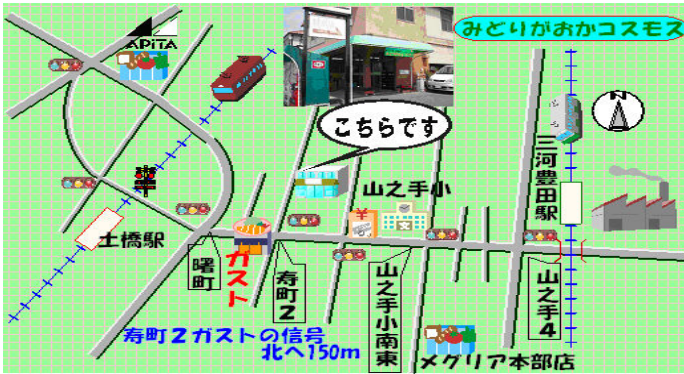 みどりがおかコスモス
APiTA
こちらです
山之手小
¥
文
三河豊田駅
土橋駅
曙町
ガスト
寿町2
山之手小南東
山之手4
寿町2ガストの信号
北へ150m
メグリア本部店